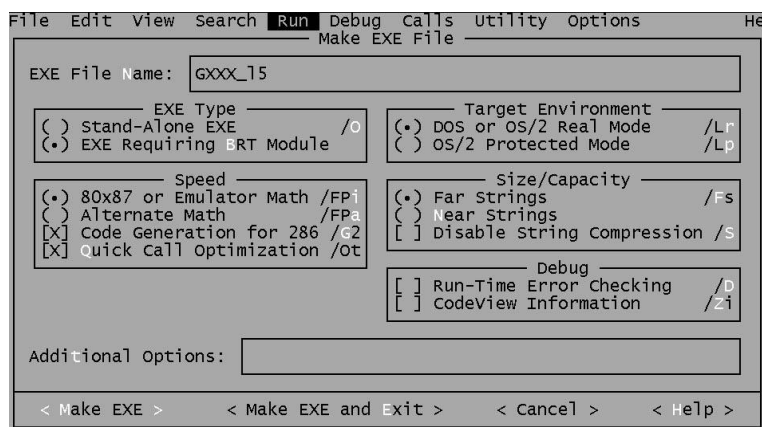 File Edit View Search Run Debug Calls Utility Options He
Make EXE File
EXE File Name: GXXX_l5
EXE Type
( ) Stand-Alone EXE /O
(•) EXE Requiring BRT Module
Target Environment
(•) DOS or OS/2 Real Mode /Lr
( ) OS/2 Protected Mode /Lp
Speed
(•) 80x87 or Emulator Math /FPi
( ) Alternate Math /FPa
[X] Code Generation for 286 /G2
[X] Quick Call Optimization /Ot
Size/Capacity
(•) Far Strings /Fs
( ) Near Strings
[ ] Disable String Compression /S
Debug
[ ] Run-Time Error Checking /D
[ ] CodeView Information /Zi
Additional Options:
< Make EXE > < Make EXE and Exit > < Cancel > < Help >